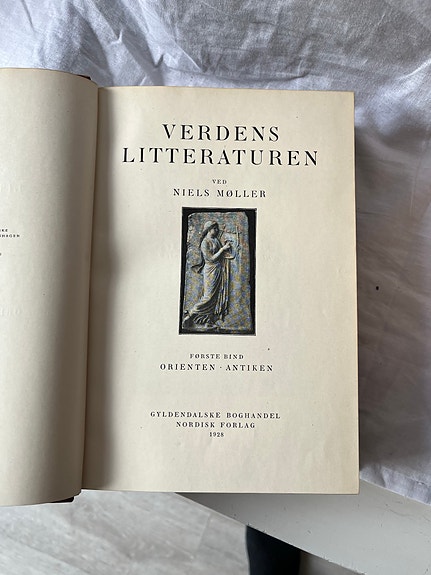 VERDENS
LITTERATUREN
VED
NIELS MØLLER
FØRSTE BIND
ORIENTEN · ANTIKEN
GYLDENDALSKE BOGHANDEL
NORDISK FORLAG
1928